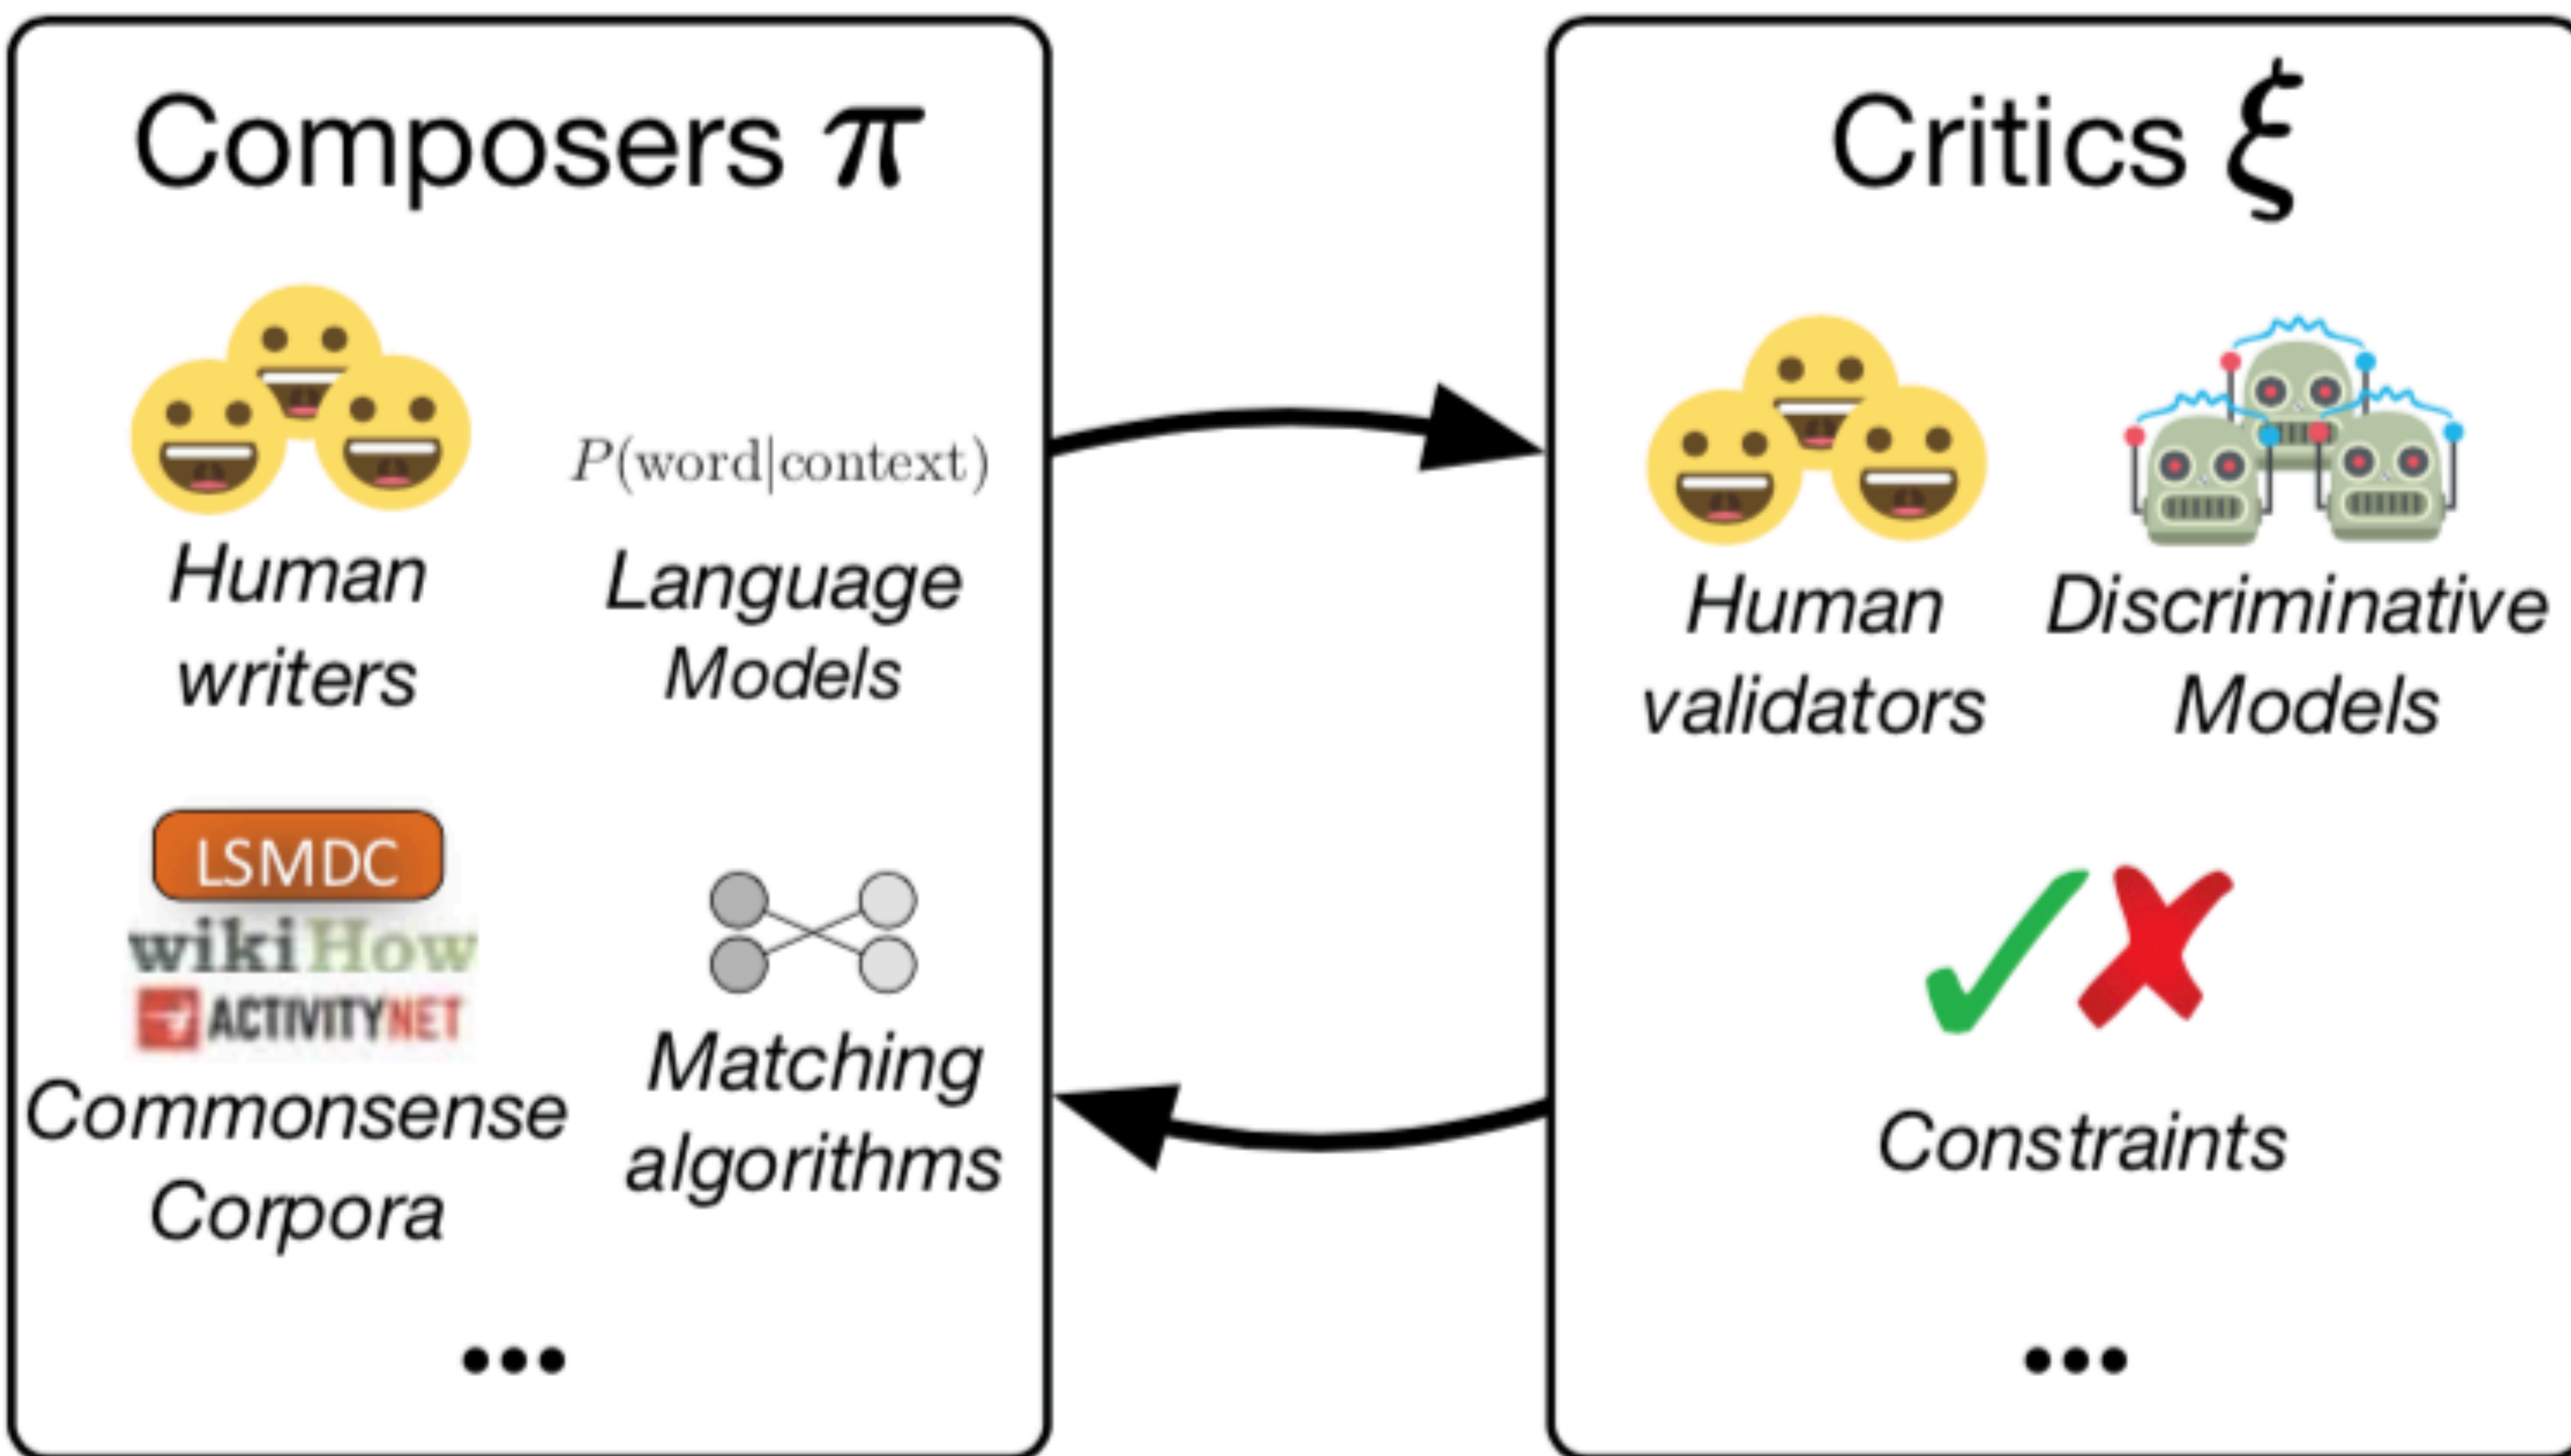 Composers π
Human
writers
P(word|context)
Language
Models
LSMDC
wikiHow
ACTIVITYNET
Commonsense
Corpora
Matching
algorithms
•••
Critics ξ
Human
validators
Discriminative
Models
Constraints
•••